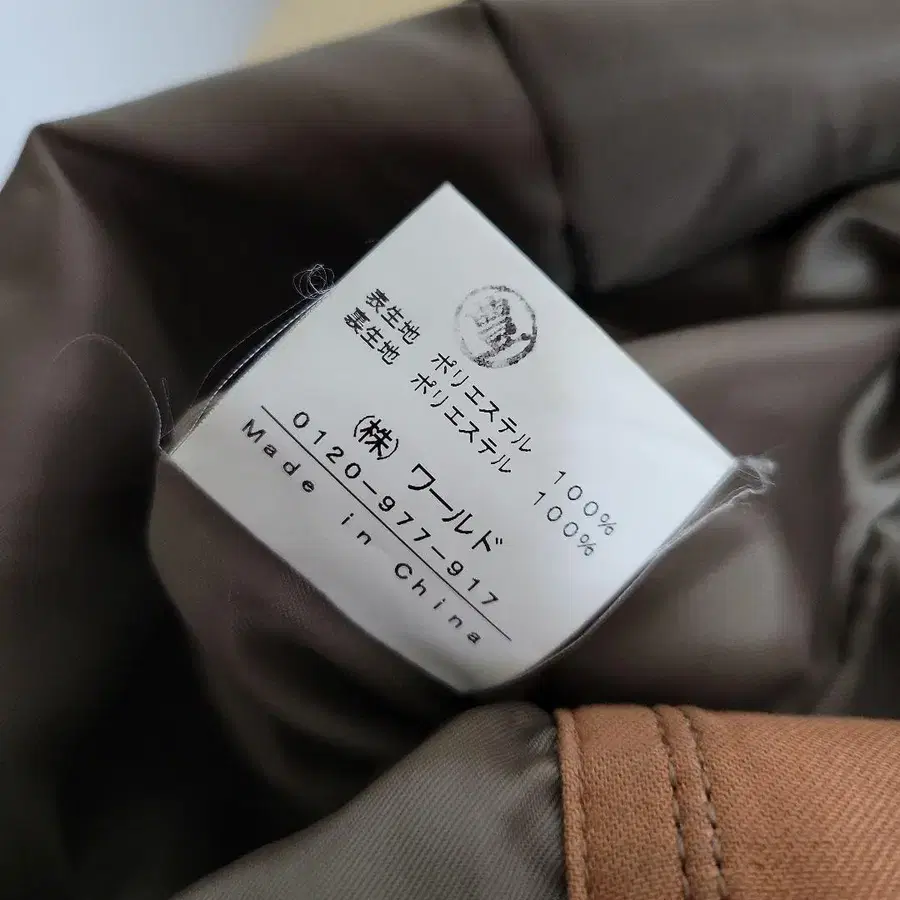 表生地 ポリエステル 100%
裏生地 ポリエステル 100%
(株) ワールド
0120-977-917
Made in China